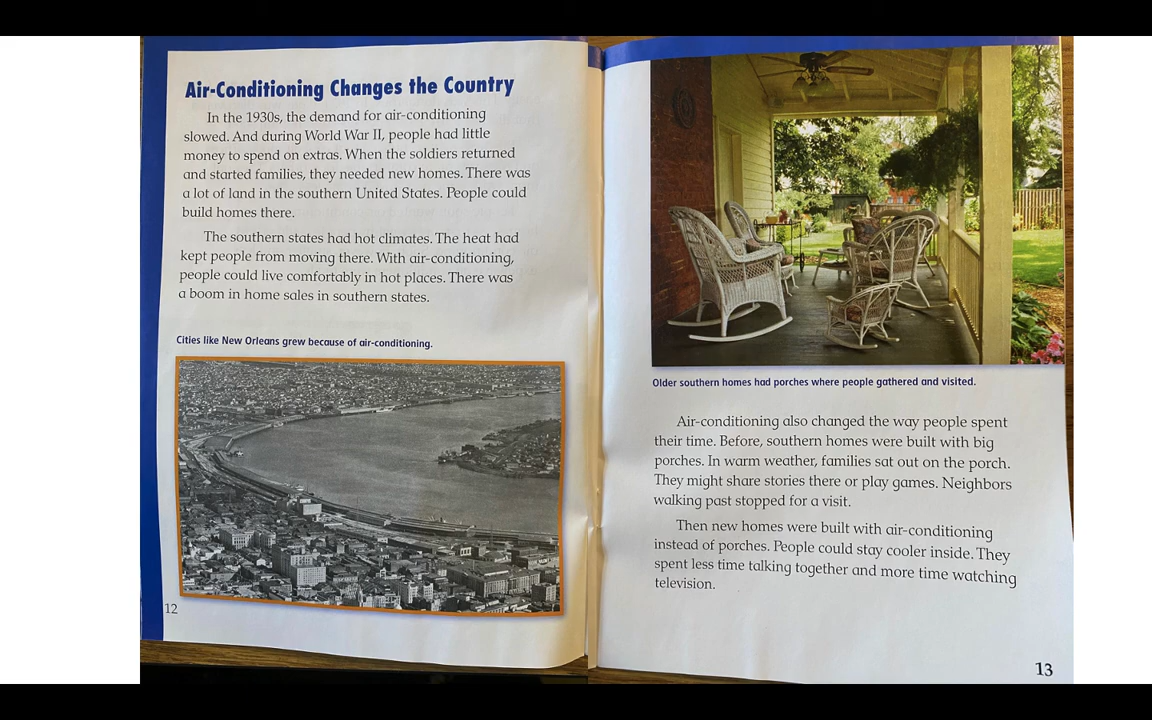 Air-Conditioning Changes the Country
In the 1930s, the demand for air-conditioning
slowed. And during World War II, people had little
money to spend on extras. When the soldiers returned
and started families, they needed new homes. There was
a lot of land in the southern United States. People could
build homes there.
The southern states had hot climates. The heat had
kept people from moving there. With air-conditioning,
people could live comfortably in hot places. There was
a boom in home sales in southern states.
Cities like New Orleans grew because of air-conditioning.
12
Older southern homes had porches where people gathered and visited.
Air-conditioning also changed the way people spent
their time. Before, southern homes were built with big
porches. In warm weather, families sat out on the porch.
They might share stories there or play games. Neighbors
walking past stopped for a visit.
Then new homes were built with air-conditioning
instead of porches. People could stay cooler inside. They
spent less time talking together and more time watching
television.
13